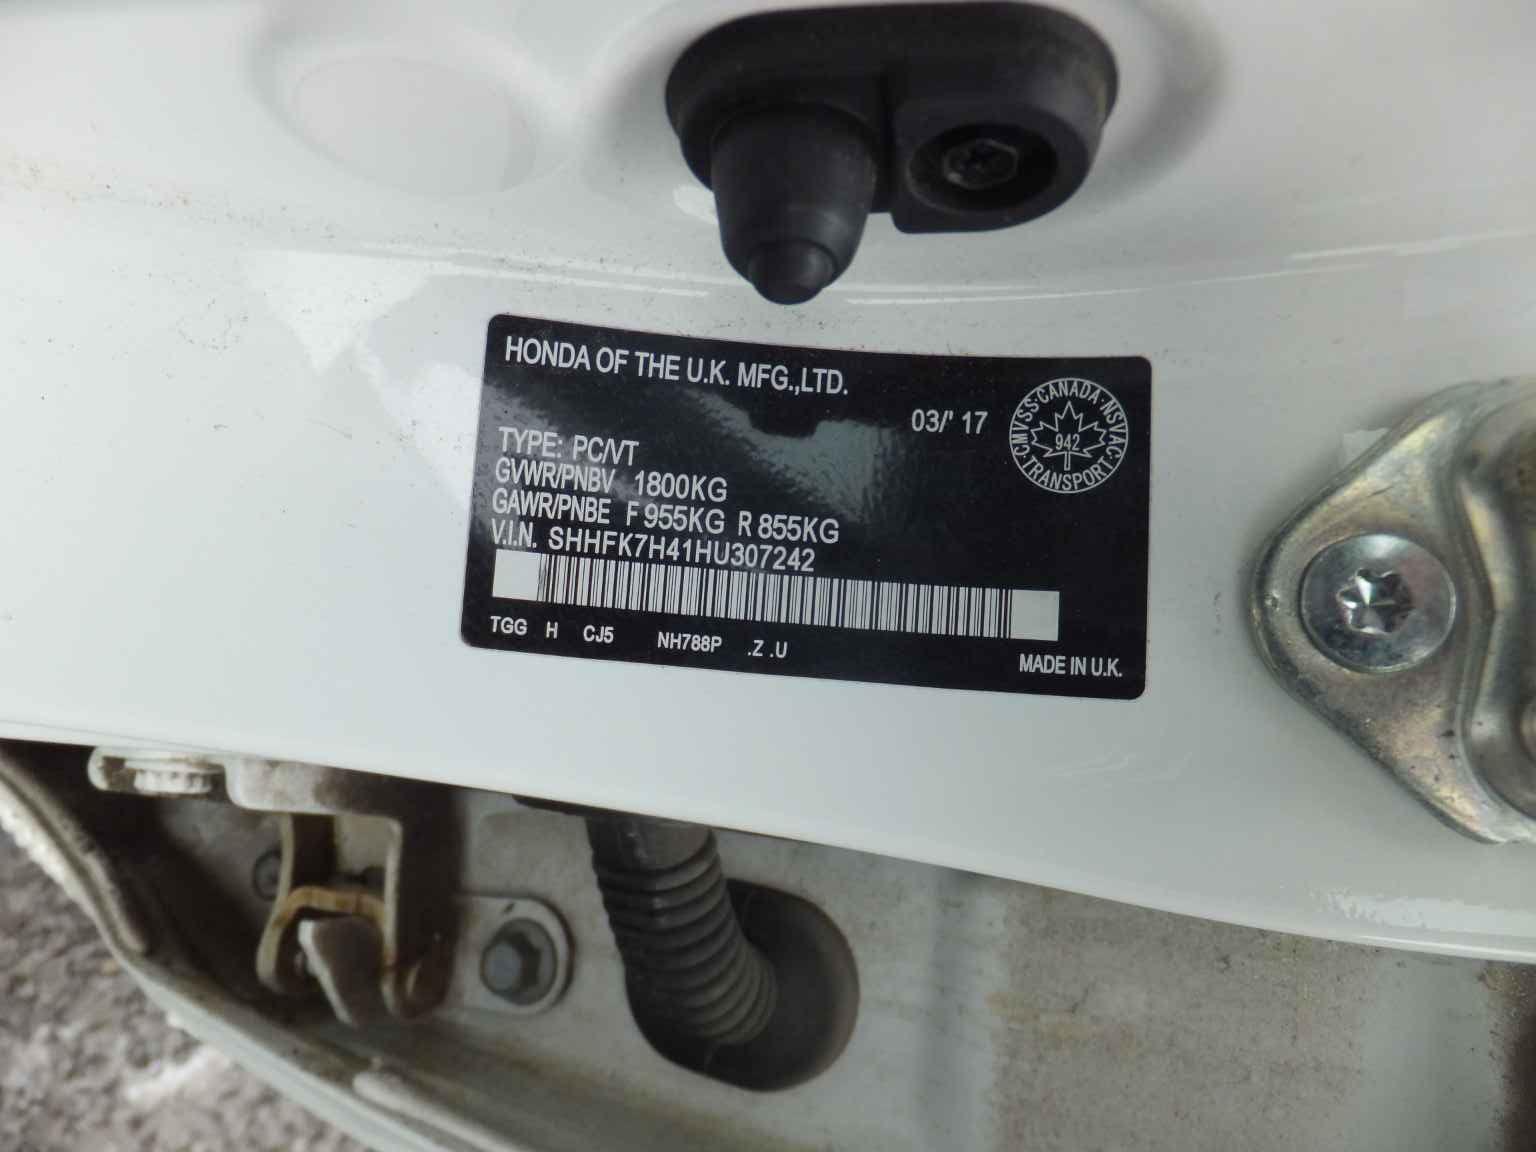 HONDA OF THE U.K. MFG.,LTD.
03/' 17
CMVSS·CANADA·NSVAC·TRANSPORT·
942
TYPE: PC/VT
GVWR/PNBV 1800KG
GAWR/PNBE F 955KG R 855KG
V.I.N. SHHFK7H41HU307242
TGG H CJ5 NH788P .Z .U
MADE IN U.K.